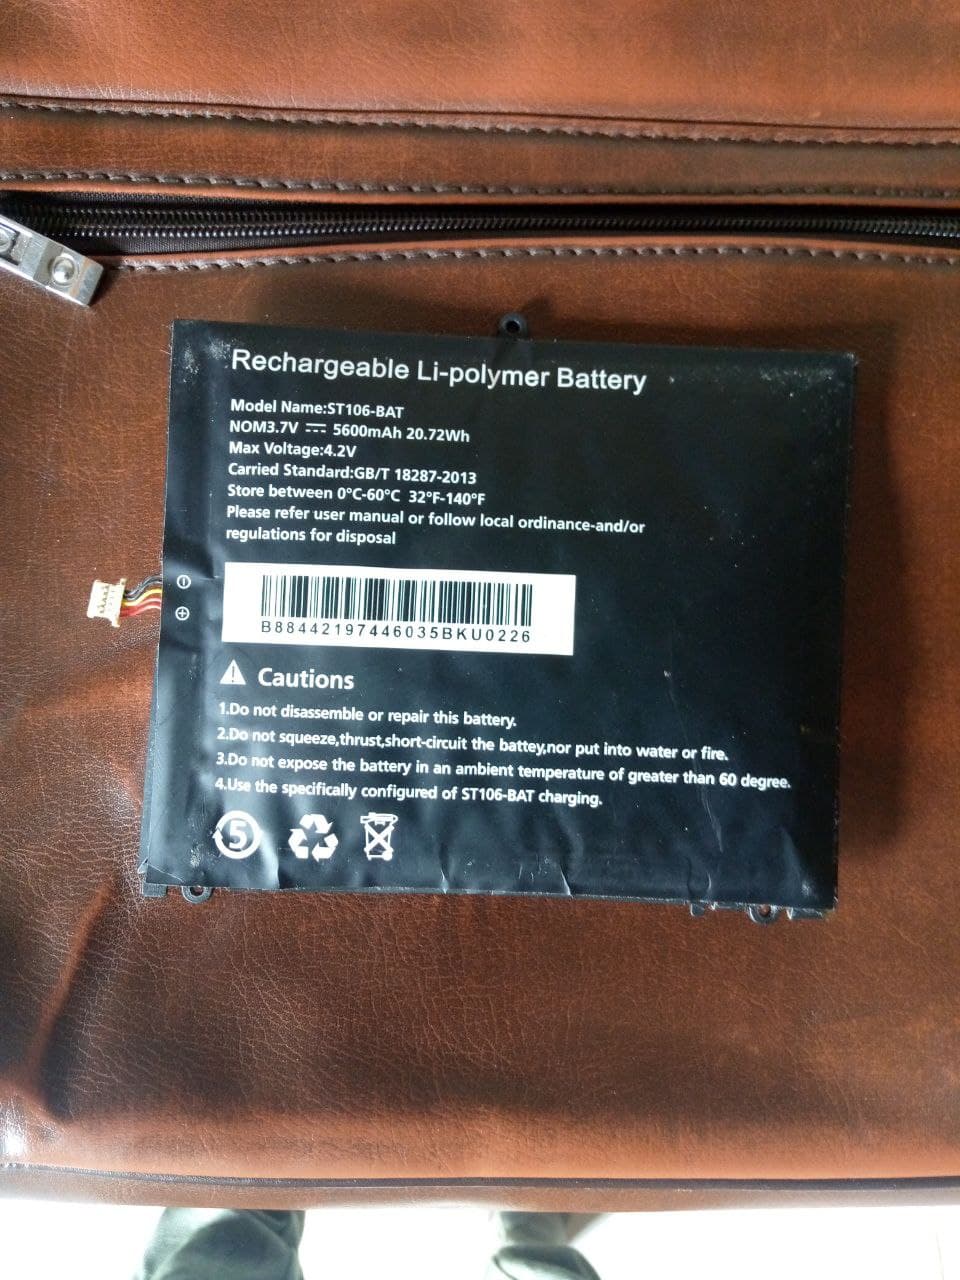 Rechargeable Li-polymer Battery
Model Name:ST106-BAT
NOM3.7V ⎓ 5600mAh 20.72Wh
Max Voltage:4.2V
Carried Standard:GB/T 18287-2013
Store between 0°C-60°C 32°F-140°F
Please refer user manual or follow local ordinance-and/or
regulations for disposal
B88442197446035BKU0226
Cautions
1.Do not disassemble or repair this battery.
2.Do not squeeze,thrust,short-circuit the battey,nor put into water or fire.
3.Do not expose the battery in an ambient temperature of greater than 60 degree.
4.Use the specifically configured of ST106-BAT charging.
5